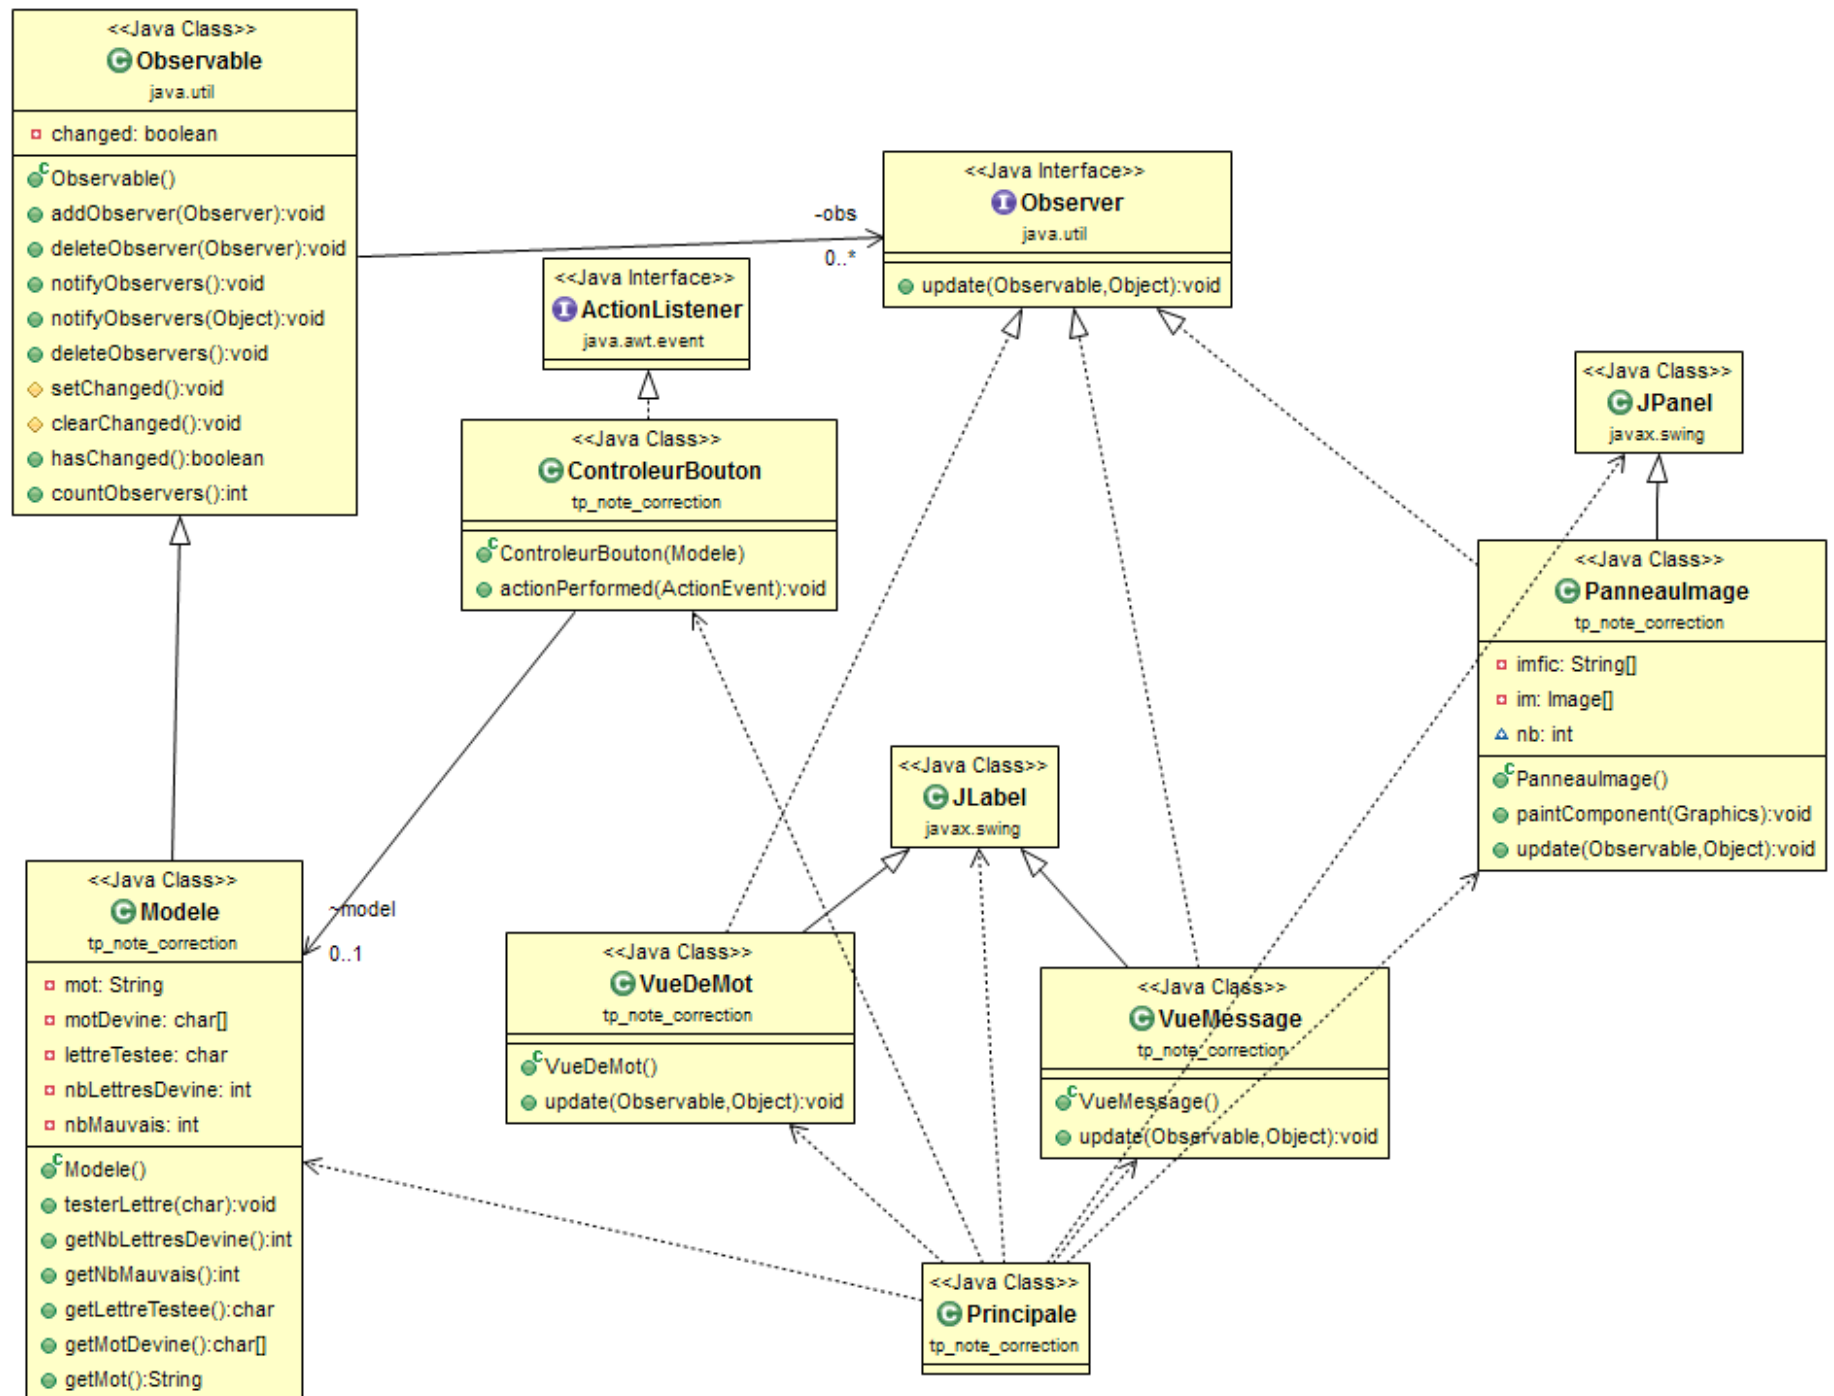 <<Java Class>>
Observable
java.util
changed: boolean
Observable()
addObserver(Observer):void
deleteObserver(Observer):void
notifyObservers():void
notifyObservers(Object):void
deleteObservers():void
setChanged():void
clearChanged():void
hasChanged():boolean
countObservers():int
-obs
0..*
<<Java Interface>>
Observer
java.util
update(Observable,Object):void
<<Java Interface>>
ActionListener
java.awt.event
<<Java Class>>
JPanel
javax.swing
<<Java Class>>
ControleurBouton
tp_note_correction
ControleurBouton(Modele)
actionPerformed(ActionEvent):void
<<Java Class>>
PanneauImage
tp_note_correction
imfic: String[]
im: Image[]
nb: int
PanneauImage()
paintComponent(Graphics):void
update(Observable,Object):void
<<Java Class>>
JLabel
javax.swing
<<Java Class>>
Modele
tp_note_correction
mot: String
motDevine: char[]
lettreTestee: char
nbLettresDevine: int
nbMauvais: int
Modele()
testerLettre(char):void
getNbLettresDevine():int
getNbMauvais():int
getLettreTestee():char
getMotDevine():char[]
getMot():String
~model
0..1
<<Java Class>>
VueDeMot
tp_note_correction
VueDeMot()
update(Observable,Object):void
<<Java Class>>
VueMessage
tp_note_correction
VueMessage()
update(Observable,Object):void
<<Java Class>>
Principale
tp_note_correction